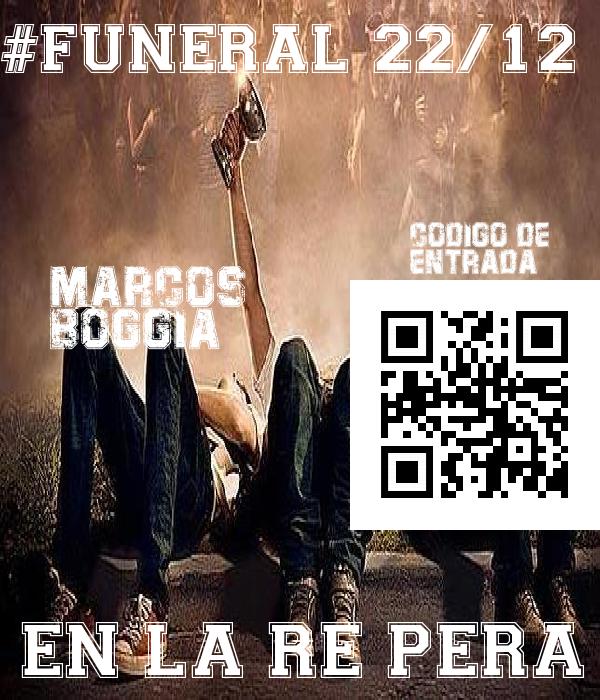 #FUNERAL 22/12
CODIGO DE
ENTRADA
MARCOS
BOGGIA
EN LA RE PERA